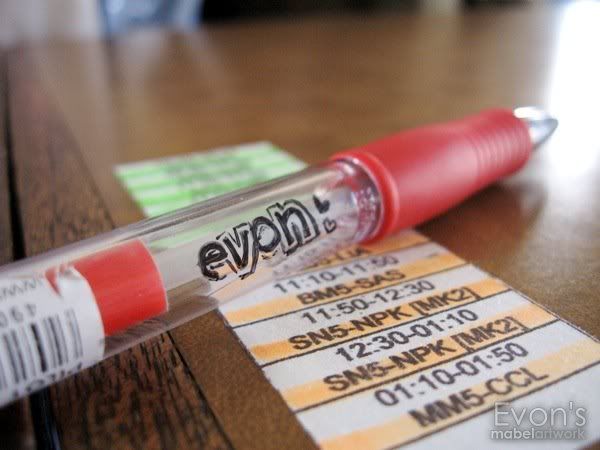 evon!
11:10-11:50
BM5-SAS
11:50-12:30
SN5-NPK [MK2]
12:30-01:10
SN5-NPK [MK2]
01:10-01:50
MM5-CCL
Evon's
mabelartwork